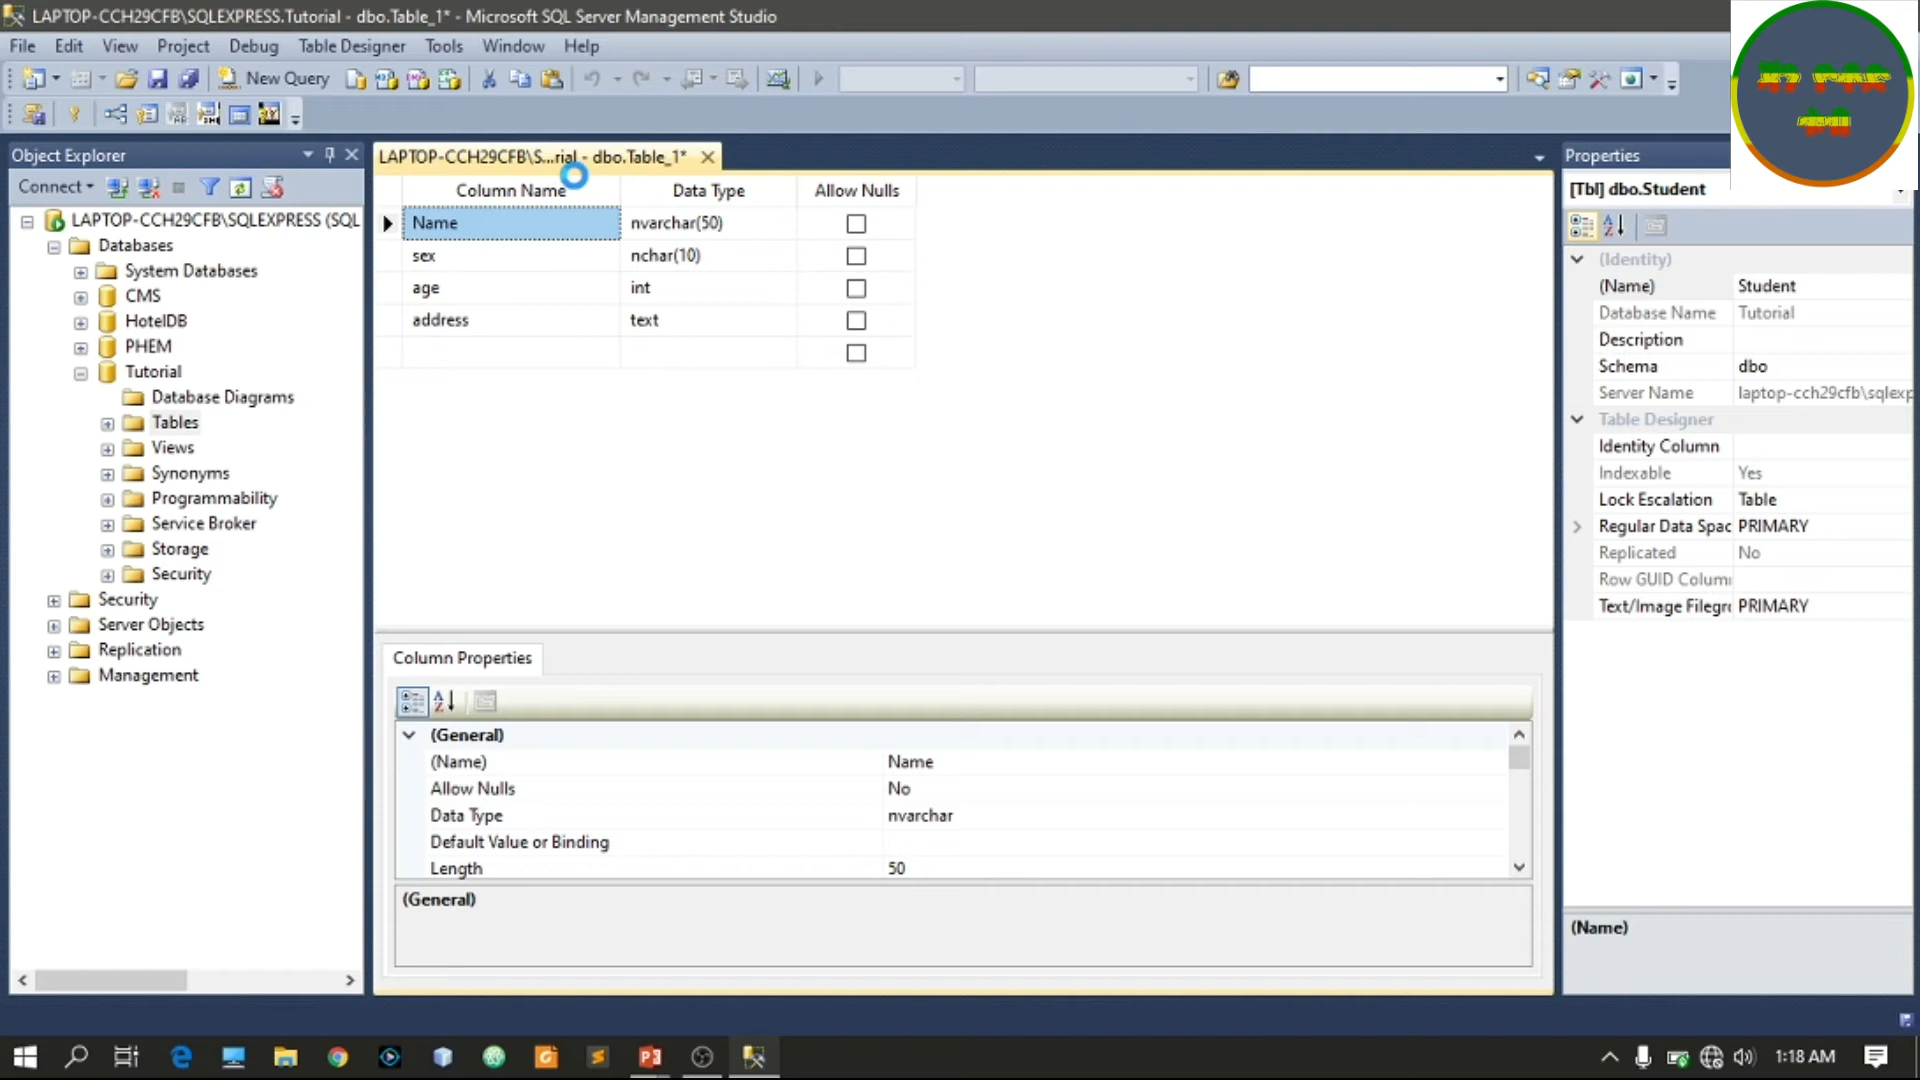 LAPTOP-CCH29CFB\SQLEXPRESS.Tutorial - dbo.Table_1* - Microsoft SQL Server Management Studio
File Edit View Project Debug Table Designer Tools Window Help
New Query
Object Explorer
Connect
LAPTOP-CCH29CFB\SQLEXPRESS (SQL
Databases
System Databases
CMS
HotelDB
PHEM
Tutorial
Database Diagrams
Tables
Views
Synonyms
Programmability
Service Broker
Storage
Security
Security
Server Objects
Replication
Management
LAPTOP-CCH29CFB\S...rial - dbo.Table_1*
Column Name Data Type Allow Nulls
Name nvarchar(50)
sex nchar(10)
age int
address text
Column Properties
(General)
(Name) Name
Allow Nulls No
Data Type nvarchar
Default Value or Binding
Length 50
(General)
Properties
[Tbl] dbo.Student
(Identity)
(Name) Student
Database Name Tutorial
Description
Schema dbo
Server Name laptop-cch29cfb\sqlexp
Table Designer
Identity Column
Indexable Yes
Lock Escalation Table
Regular Data Spac PRIMARY
Replicated No
Row GUID Colum
Text/Image Filegr PRIMARY
(Name)
1:18 AM